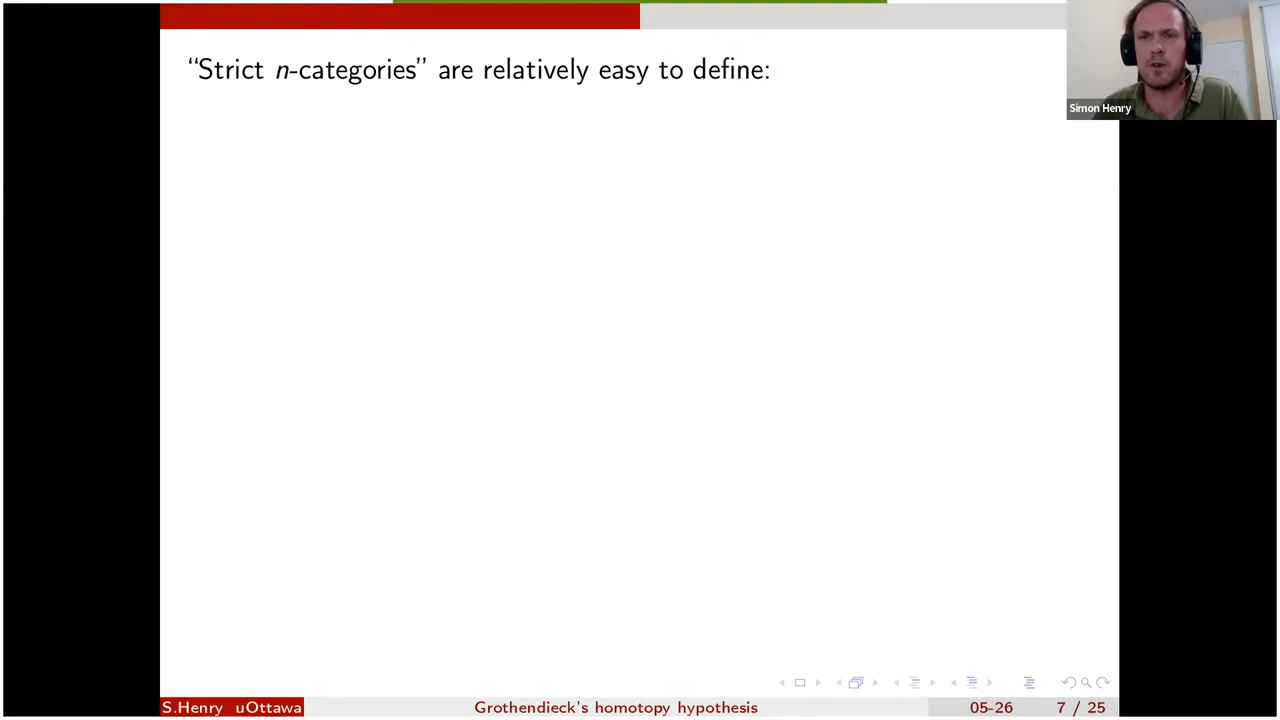 “Strict n-categories” are relatively easy to define:
Simon Henry
S.Henry uOttawa
Grothendieck's homotopy hypothesis
05-26
7 / 25